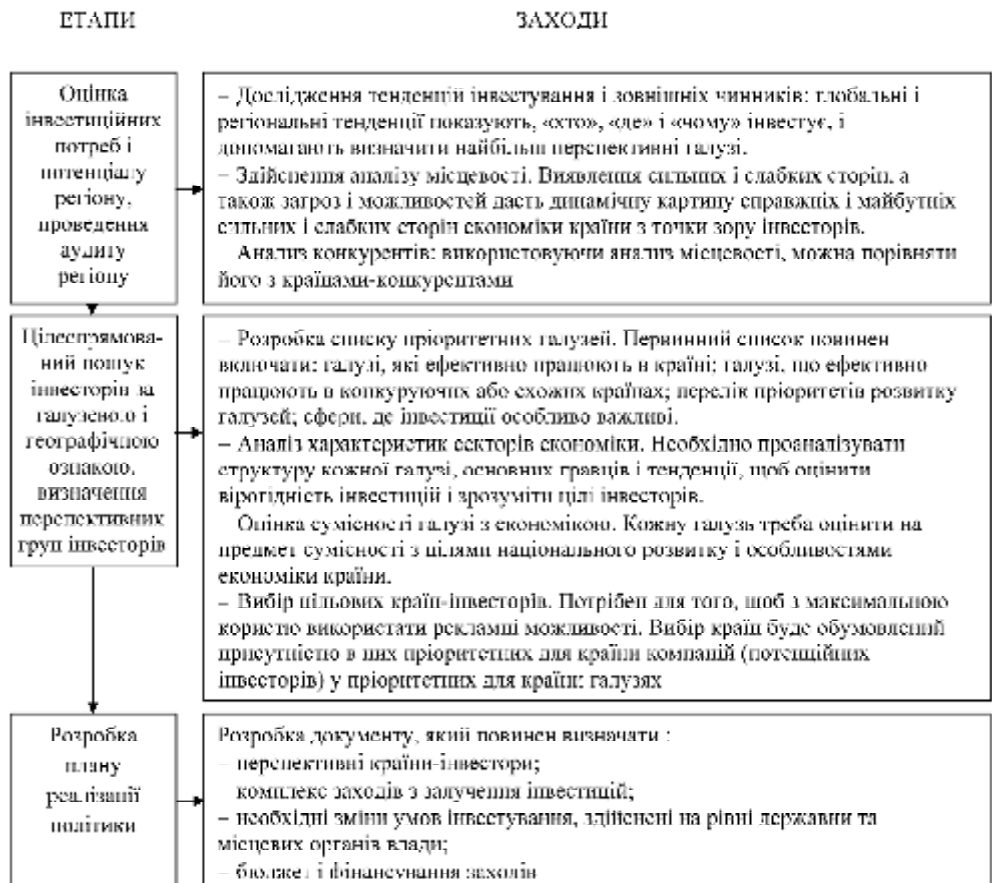 ЕТАПИ
ЗАХОДИ
Оцінка
інвестиційних
потреб і
потенціалу
регіону,
проведення
аудиту
регіону
– Дослідження тенденцій інвестування і зовнішніх чинників: глобальні і
регіональні тенденції показують, «хто», «де» і «чому» інвестує, і
допомагають визначити найбільш перспективні галузі.
– Здійснення аналізу місцевості. Виявлення сильних і слабких сторін, а
також загроз і можливостей дасть динамічну картину справжніх і майбутніх
сильних і слабких сторін економіки країни з точки зору інвесторів.
Анализ конкурентів: використовуючи анализ місцевості, можна порівняти
його з країнами-конкурентами
Цілеспрямова-
ний пошук
інвесторів за
галузевою і
географічною
ознакою,
визначення
перспективних
груп інвесторів
– Розробка списку пріоритетних галузей. Первинний список повинен
включати: галузі, які ефективно працюють в країні; галузі, що ефективно
працюють в конкуруючих або схожих країнах; перелік пріоритетів розвитку
галузей; сфери, де інвестиції особливо важливі.
– Аналіз характеристик секторів економіки. Необхідно проаналізувати
структуру кожної галузі, основних гравців і тенденції, щоб оцінити
вірогідність інвестицій і зрозуміти цілі інвесторів.
Оцінка сумісності галузі з економікою. Кожну галузь треба оцінити на
предмет сумісності з цілями національного розвитку і особливостями
економіки країни.
– Вибір цільових країн-інвесторів. Потрібен для того, щоб з максимальною
користю використати рекламні можливості. Вибір країн буде обумовлений
присутністю в них пріоритетних для країни компаній (потенційних
інвесторів) у пріоритетних для країни галузях
Розробка
плану
реалізації
політики
Розробка документу, який повинен визначати :
– перспективні країни-інвестори;
комплекс заходів з залучення інвестицій;
– необхідні зміни умов інвестування, здійснені на рівні держави та
місцевих органів влади;
– бюджет і фінансування заходів